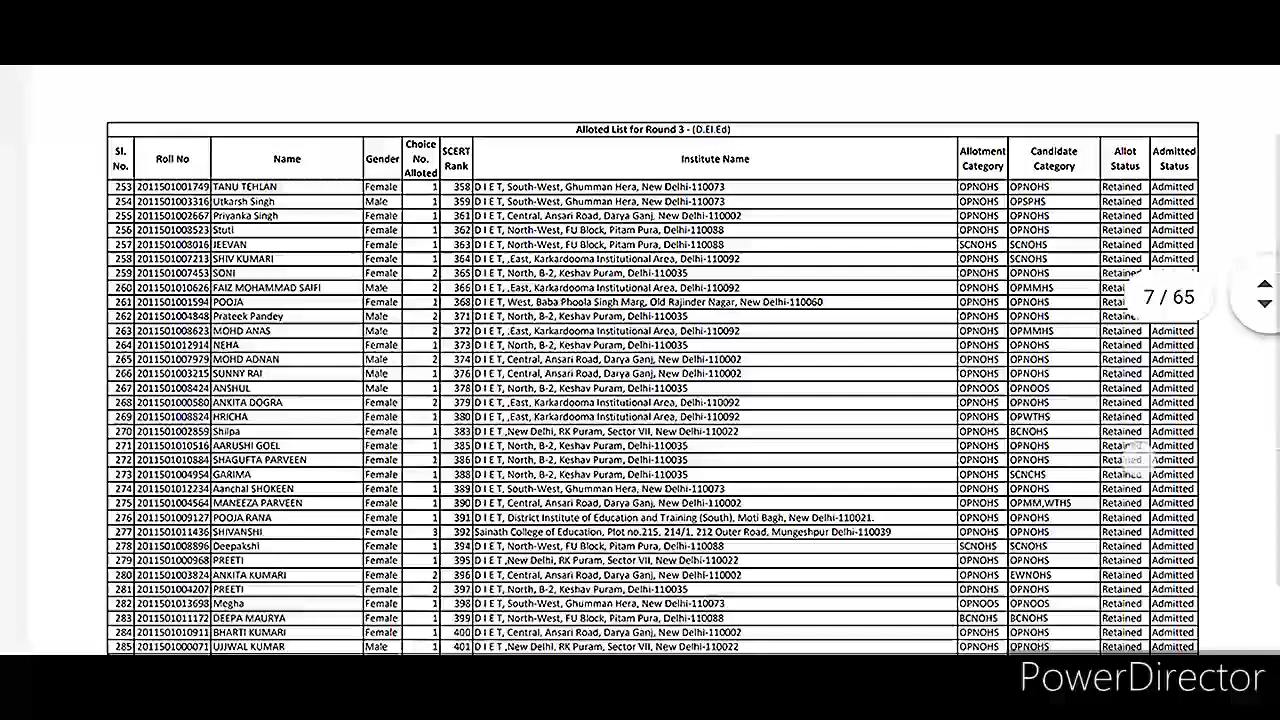 Alloted List for Round 3 - (D.El.Ed)
Sl. No. Roll No Name Gender Choice No. Alloted SCERT Rank Institute Name Allotment Category Candidate Category Allot Status Admitted Status
253 2011501001749 TANU TEHLAN Female 1 358 D I E T, South-West, Ghumman Hera, New Delhi-110073 OPNOHS OPNOHS Retained Admitted
254 2011501003316 Utkarsh Singh Male 1 359 D I E T, South-West, Ghumman Hera, New Delhi-110073 OPNOHS OPSPHS Retained Admitted
255 2011501002667 Priyanka Singh Female 1 361 D I E T, Central, Ansari Road, Darya Ganj, New Delhi-110002 OPNOHS OPNOHS Retained Admitted
256 2011501008523 Stuti Female 1 362 D I E T, North-West, FU Block, Pitam Pura, Delhi-110088 OPNOHS OPNOHS Retained Admitted
257 2011501008016 JEEVAN Female 1 363 D I E T, North-West, FU Block, Pitam Pura, Delhi-110088 SCNOHS SCNOHS Retained Admitted
258 2011501007213 SHIV KUMARI Female 1 364 D I E T, .East, Karkardooma Institutional Area, Delhi-110092 OPNOHS SCNOHS Retained Admitted
259 2011501007453 SONI Female 2 365 D I E T, North, B-2, Keshav Puram, Delhi-110035 OPNOHS OPNOHS
260 2011501010626 FAIZ MOHAMMAD SAIFI Male 2 366 D I E T, .East, Karkardooma Institutional Area, Delhi-110092 OPNOHS OPMMHS
261 2011501001594 POOJA Female 1 368 D I E T, West, Baba Phoola Singh Marg, Old Rajinder Nagar, New Delhi-110060 OPNOHS OPNOHS
7 / 65
262 2011501004848 Prateek Pandey Male 2 371 D I E T, North, B-2, Keshav Puram, Delhi-110035 OPNOHS OPNOHS
263 2011501008623 MOHD ANAS Male 2 372 D I E T, .East, Karkardooma Institutional Area, Delhi-110092 OPNOHS OPMMHS Retained Admitted
264 2011501012914 NEHA Female 1 373 D I E T, North, B-2, Keshav Puram, Delhi-110035 OPNOHS OPNOHS Retained Admitted
265 2011501007979 MOHD ADNAN Male 2 374 D I E T, Central, Ansari Road, Darya Ganj, New Delhi-110002 OPNOHS OPNOHS Retained Admitted
266 2011501003215 SUNNY RAI Male 1 376 D I E T, Central, Ansari Road, Darya Ganj, New Delhi-110002 OPNOHS OPNOHS Retained Admitted
267 2011501008424 ANSHUL Male 1 378 D I E T, North, B-2, Keshav Puram, Delhi-110035 OPNOOS OPNOOS Retained Admitted
268 2011501000580 ANKITA DOGRA Female 2 379 D I E T, .East, Karkardooma Institutional Area, Delhi-110092 OPNOHS OPNOHS Retained Admitted
269 2011501008824 HRICHA Female 1 380 D I E T, .East, Karkardooma Institutional Area, Delhi-110092 OPNOHS OPWTHS Retained Admitted
270 2011501002859 Shilpa Female 1 383 D I E T ,New Delhi, RK Puram, Sector VII, New Delhi-110022 OPNOHS BCNOHS Retained Admitted
271 2011501010516 AARUSHI GOEL Female 1 385 D I E T, North, B-2, Keshav Puram, Delhi-110035 OPNOHS OPNOHS Retained Admitted
272 2011501010884 SHAGUFTA PARVEEN Female 1 386 D I E T, North, B-2, Keshav Puram, Delhi-110035 OPNOHS OPNOHS Retained Admitted
273 2011501004954 GARIMA Female 1 388 D I E T, North, B-2, Keshav Puram, Delhi-110035 OPNOHS SCNCHS Retained Admitted
274 2011501012234 Aanchal SHOKEEN Female 1 389 D I E T, South-West, Ghumman Hera, New Delhi-110073 OPNOHS OPNOHS Retained Admitted
275 2011501004564 MANEEZA PARVEEN Female 1 390 D I E T, Central, Ansari Road, Darya Ganj, New Delhi-110002 OPNOHS OPMM,WTHS Retained Admitted
276 2011501009127 POOJA RANA Female 1 391 D I E T, District Institute of Education and Training (South), Moti Bagh, New Delhi-110021. OPNOHS OPNOHS Retained Admitted
277 2011501011436 SHIVANSHI Female 3 392 Sainath College of Education, Plot no.215, 214/1, 212 Outer Road, Mungeshpur Delhi-110039 OPNOHS OPNOHS Retained Admitted
278 2011501008896 Deepakshi Female 1 394 D I E T, North-West, FU Block, Pitam Pura, Delhi-110088 SCNOHS SCNOHS Retained Admitted
279 2011501000968 PREETI Female 1 395 D I E T ,New Delhi, RK Puram, Sector VII, New Delhi-110022 OPNOHS OPNOHS Retained Admitted
280 2011501003824 ANKITA KUMARI Female 2 396 D I E T, Central, Ansari Road, Darya Ganj, New Delhi-110002 OPNOHS EWNOHS Retained Admitted
281 2011501004207 PREETI Female 2 397 D I E T, North, B-2, Keshav Puram, Delhi-110035 OPNOHS OPNOHS Retained Admitted
282 2011501013698 Megha Female 1 398 D I E T, South-West, Ghumman Hera, New Delhi-110073 OPNOOS OPNOOS Retained Admitted
283 2011501011172 DEEPA MAURYA Female 1 399 D I E T, North-West, FU Block, Pitam Pura, Delhi-110088 BCNOHS BCNOHS Retained Admitted
284 2011501010911 BHARTI KUMARI Female 1 400 D I E T, Central, Ansari Road, Darya Ganj, New Delhi-110002 OPNOHS OPNOHS Retained Admitted
285 2011501000071 UJJWAL KUMAR Male 1 401 D I E T ,New Delhi, RK Puram, Sector VII, New Delhi-110022 OPNOHS OPNOHS Retained Admitted
PowerDirector